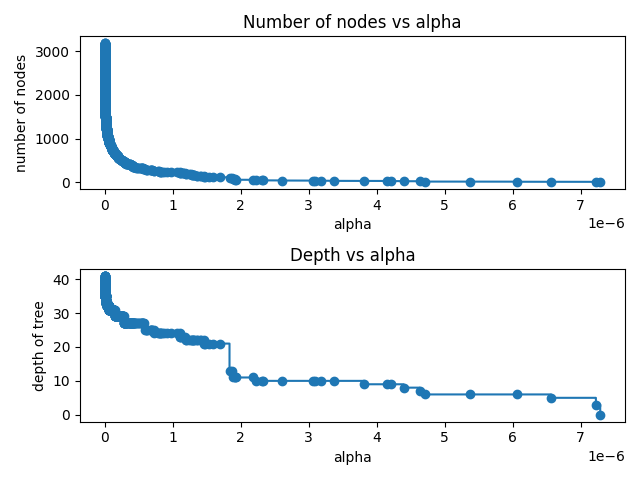 Number of nodes vs alpha
number of nodes
3000
2000
1000
0
0 1 2 3 4 5 6 7
1e−6
alpha
Depth vs alpha
depth of tree
40
30
20
10
0
0 1 2 3 4 5 6 7
1e−6
alpha